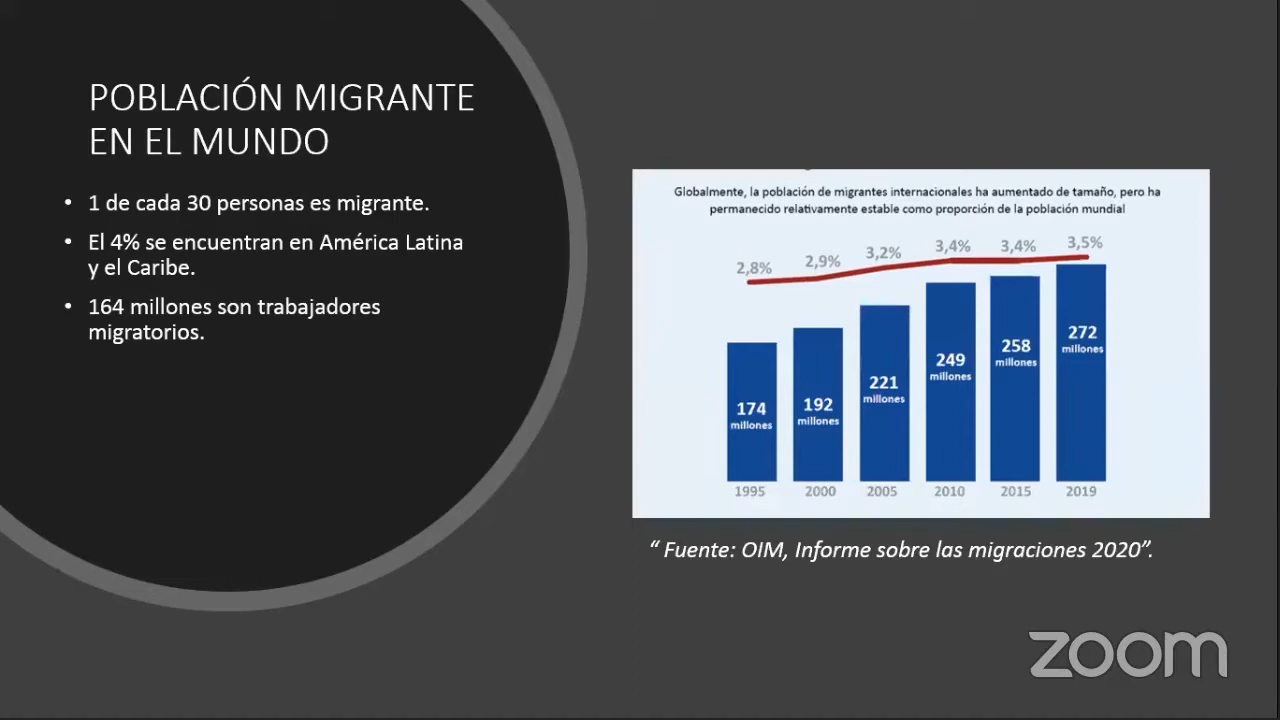 POBLACIÓN MIGRANTE
EN EL MUNDO
• 1 de cada 30 personas es migrante.
• El 4% se encuentran en América Latina
y el Caribe.
• 164 millones son trabajadores
migratorios.
Globalmente, la población de migrantes internacionales ha aumentado de tamaño, pero ha
permanecido relativamente estable como proporción de la población mundial
2,8% 2,9% 3,2% 3,4% 3,4% 3,5%
174 millones
192 millones
221 millones
249 millones
258 millones
272 millones
1995 2000 2005 2010 2015 2019
“ Fuente: OIM, Informe sobre las migraciones 2020”.
zoom